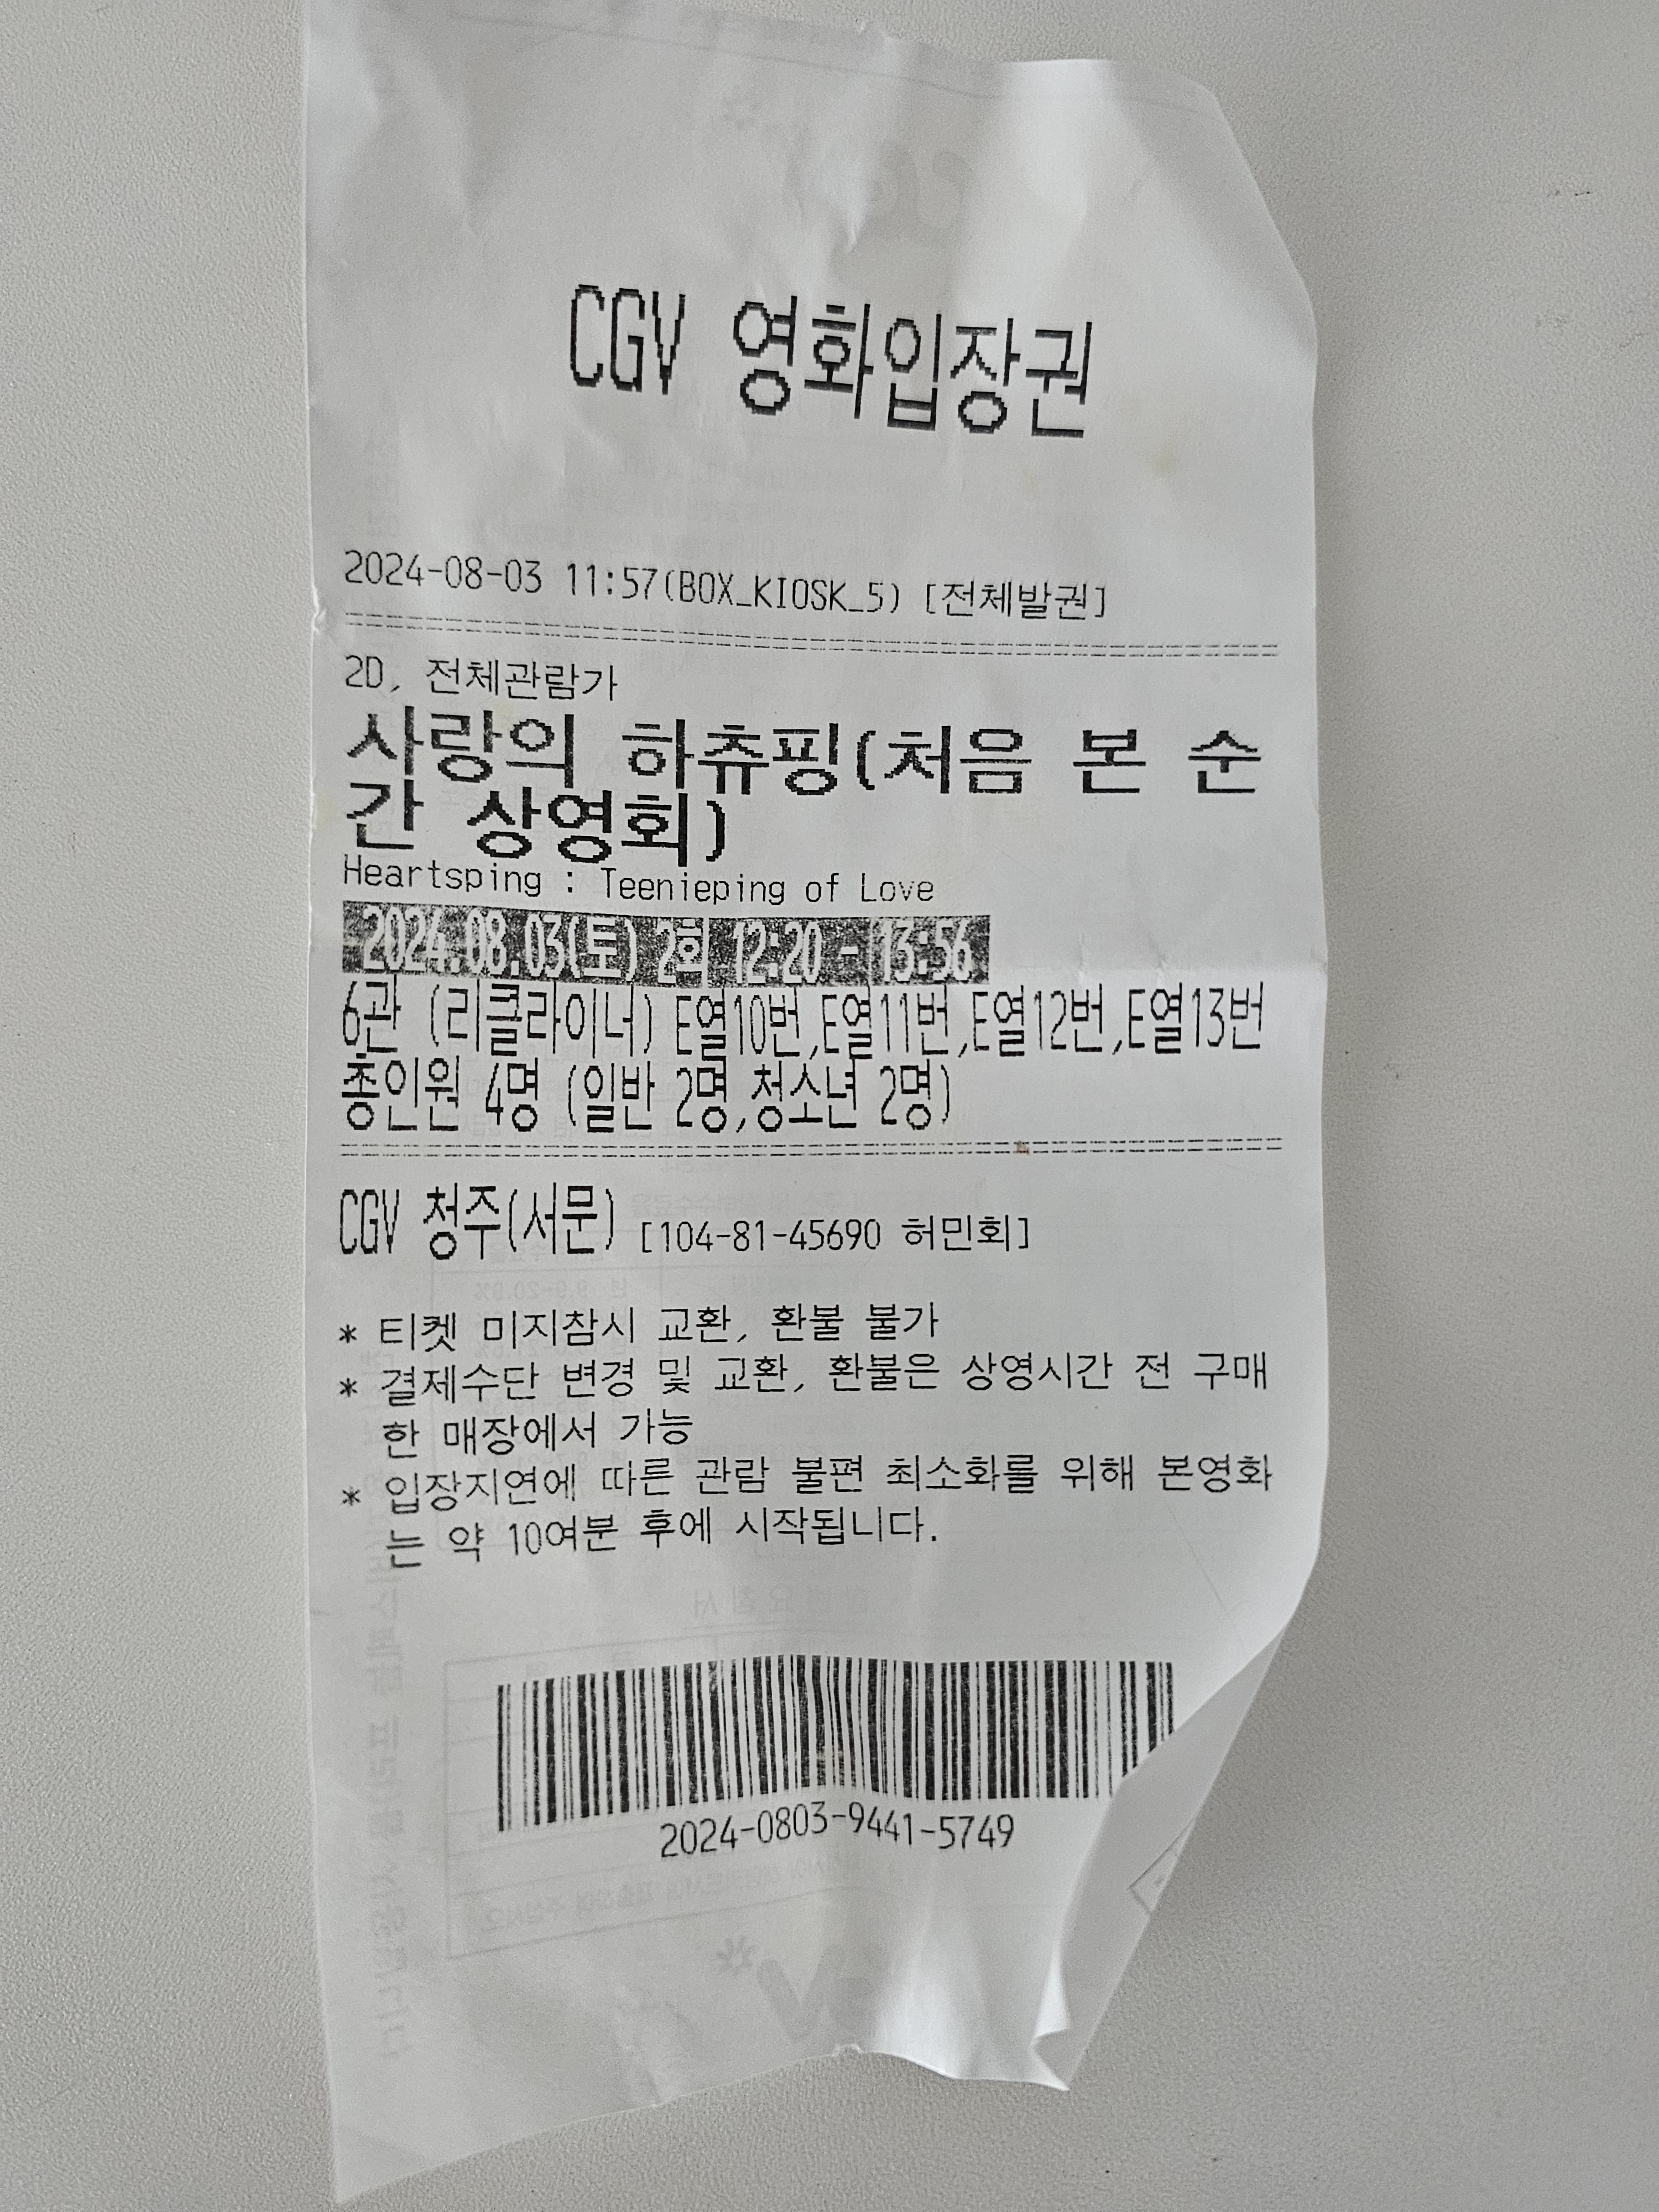 CGV 영화입장권
2024-08-03 11:57(BOX_KIOSK_5) [전체발권]
2D, 전체관람가
사랑의 하츄핑(처음 본 순
간 상영회)
Heartsping : Teenieping of Love
2024.08.03(토) 2회 12:20 - 13:56
6관 (리클라이너) E열10번,E열11번,E열12번,E열13번
총인원 4명 (일반 2명,청소년 2명)
CGV 청주(서문) [104-81-45690 허민회]
* 티켓 미지참시 교환, 환불 불가
* 결제수단 변경 및 교환, 환불은 상영시간 전 구매
한 매장에서 가능
* 입장지연에 따른 관람 불편 최소화를 위해 본영화
는 약 10여분 후에 시작됩니다.
2024-0803-9441-5749